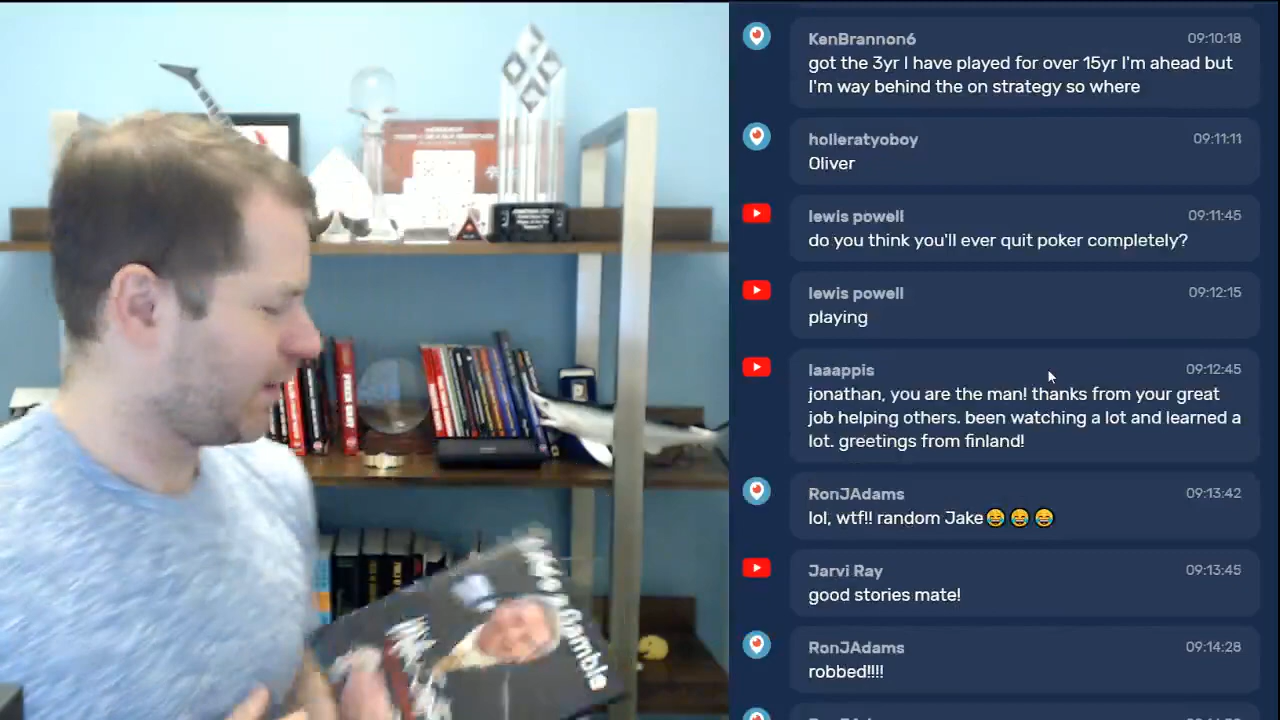 KenBrannon6 09:10:18
got the 3yr I have played for over 15yr I'm ahead but
I'm way behind the on strategy so where
holleratyoboy 09:11:11
Oliver
lewis powell 09:11:45
do you think you'll ever quit poker completely?
lewis powell 09:12:15
playing
laaappis 09:12:45
jonathan, you are the man! thanks from your great
job helping others. been watching a lot and learned a
lot. greetings from finland!
RonJAdams 09:13:42
lol, wtf!! random Jake😂😂😂
Jarvi Ray 09:13:45
good stories mate!
RonJAdams 09:14:28
robbed!!!!